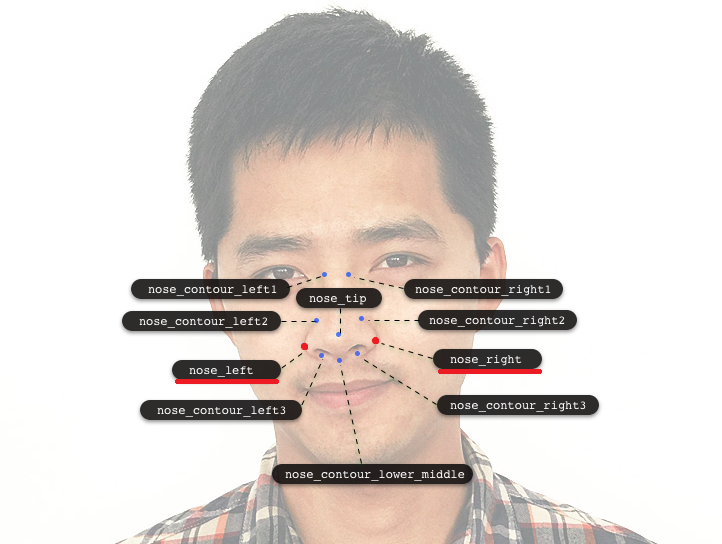 nose_contour_left1
nose_contour_right1
nose_tip
nose_contour_left2
nose_contour_right2
nose_left
nose_right
nose_contour_left3
nose_contour_right3
nose_contour_lower_middle